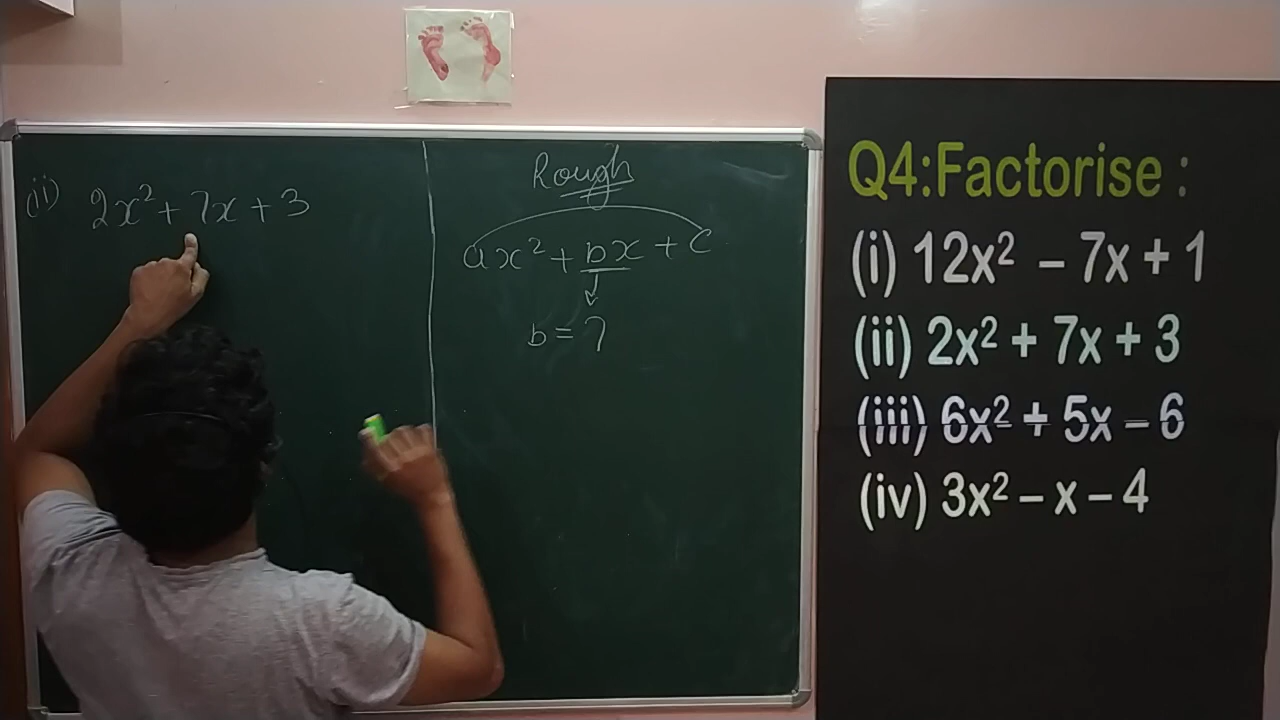 (ii) 2x² + 7x + 3
Rough
ax² + bx + c
b = 7
Q4:Factorise :
(i) 12x² – 7x + 1
(ii) 2x² + 7x + 3
(iii) 6x² + 5x – 6
(iv) 3x² – x – 4